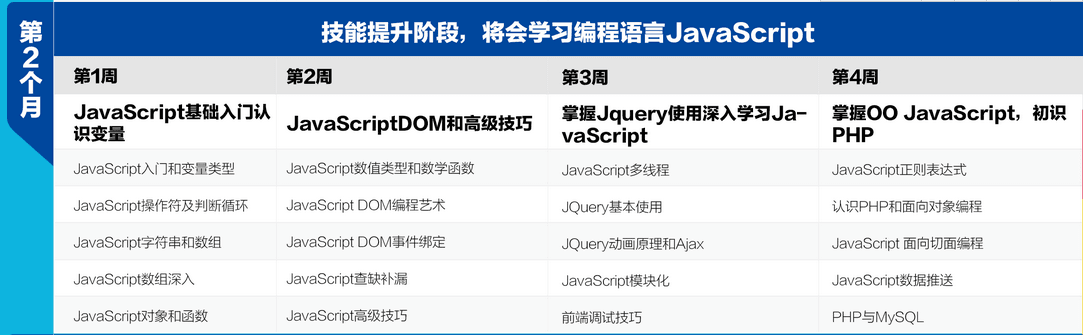 第2个月
技能提升阶段，将会学习编程语言JavaScript
第1周
第2周
第3周
第4周
JavaScript基础入门认
识变量
JavaScriptDOM和高级技巧
掌握Jquery使用深入学习Ja-
vaScript
掌握OO JavaScript，初识
PHP
JavaScript入门和变量类型
JavaScript数值类型和数学函数
JavaScript多线程
JavaScript正则表达式
JavaScript操作符及判断循环
JavaScript DOM编程艺术
JQuery基本使用
认识PHP和面向对象编程
JavaScript字符串和数组
JavaScript DOM事件绑定
JQuery动画原理和Ajax
JavaScript 面向切面编程
JavaScript数组深入
JavaScript查缺补漏
JavaScript模块化
JavaScript数据推送
JavaScript对象和函数
JavaScript高级技巧
前端调试技巧
PHP与MySQL